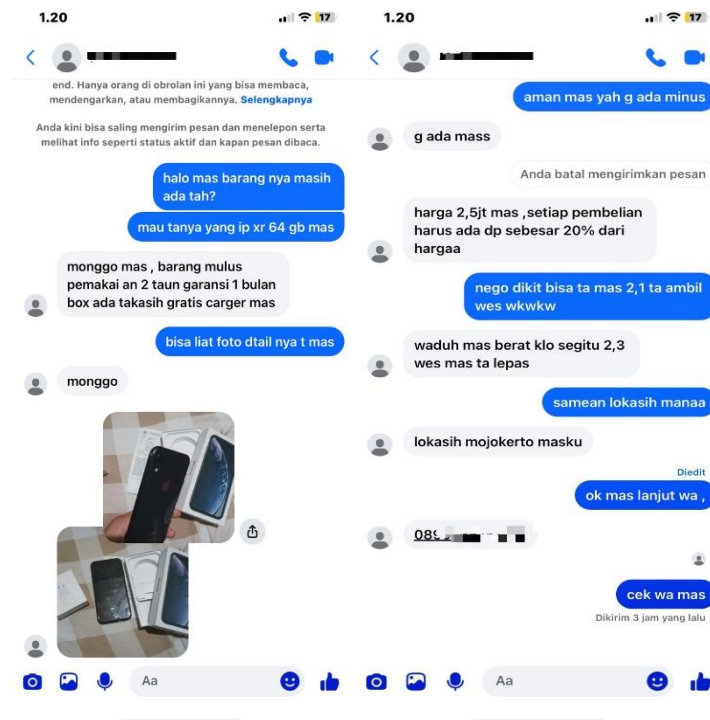 1.20
17
end. Hanya orang di obrolan ini yang bisa membaca,
mendengarkan, atau membagikannya. Selengkapnya
Anda kini bisa saling mengirim pesan dan menelepon serta
melihat info seperti status aktif dan kapan pesan dibaca.
halo mas barang nya masih
ada tah?
mau tanya yang ip xr 64 gb mas
monggo mas , barang mulus
pemakai an 2 taun garansi 1 bulan
box ada takasih gratis carger mas
bisa liat foto dtail nya t mas
monggo
Aa
1.20
17
aman mas yah g ada minus
g ada mass
Anda batal mengirimkan pesan
harga 2,5jt mas ,setiap pembelian
harus ada dp sebesar 20% dari
hargaa
nego dikit bisa ta mas 2,1 ta ambil
wes wkwkw
waduh mas berat klo segitu 2,3
wes mas ta lepas
samean lokasih manaa
lokasih mojokerto masku
Diedit
ok mas lanjut wa ,
cek wa mas
Dikirim 3 jam yang lalu
Aa